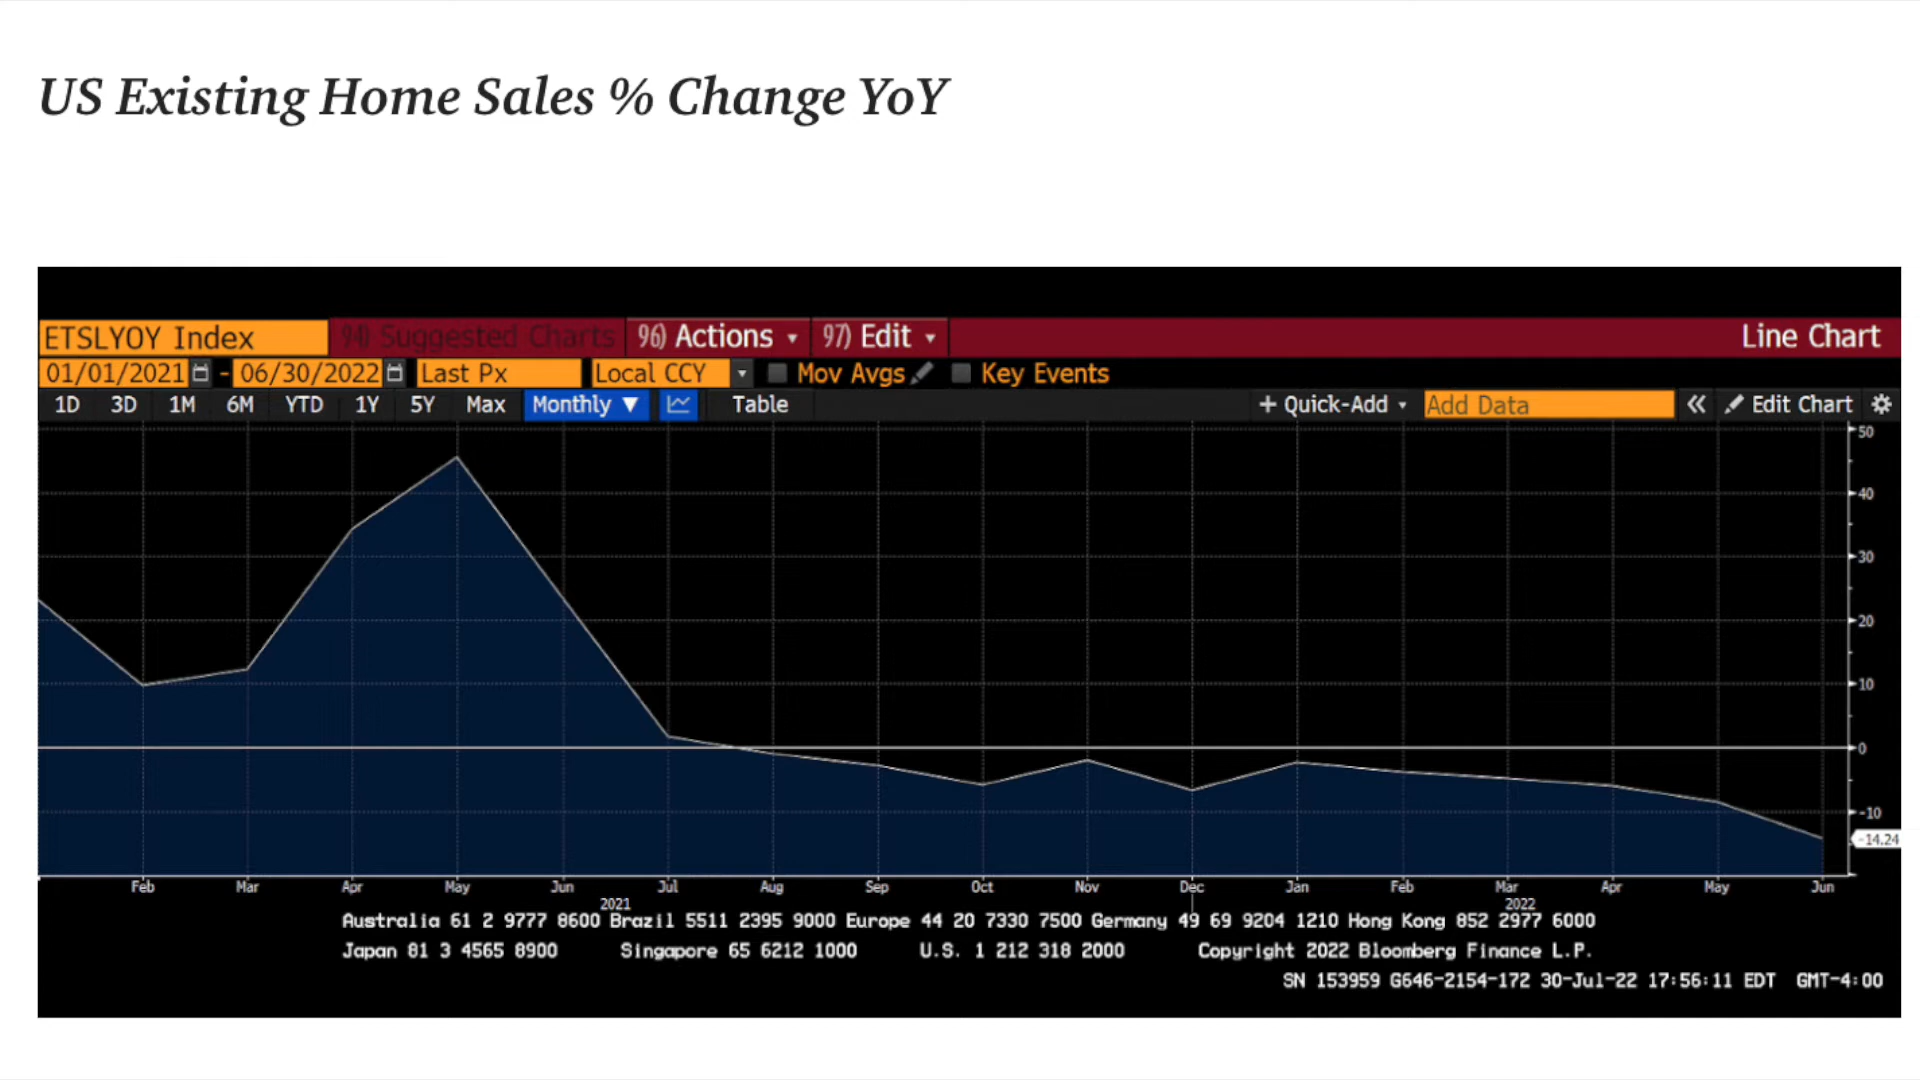 US Existing Home Sales % Change YoY
ETSLYOY Index 94) Suggested Charts 96) Actions 97) Edit Line Chart
01/01/2021 - 06/30/2022 Last Px Local CCY Mov Avgs Key Events
1D 3D 1M 6M YTD 1Y 5Y Max Monthly ▼ Table + Quick-Add Add Data « Edit Chart
50
40
30
20
10
0
-10
-14.24
Feb Mar Apr May Jun Jul Aug Sep Oct Nov Dec Jan Feb Mar Apr May Jun
2021 2022
Australia 61 2 9777 8600 Brazil 5511 2395 9000 Europe 44 20 7330 7500 Germany 49 69 9204 1210 Hong Kong 852 2977 6000
Japan 81 3 4565 8900 Singapore 65 6212 1000 U.S. 1 212 318 2000 Copyright 2022 Bloomberg Finance L.P.
SN 153959 G646-2154-172 30-Jul-22 17:56:11 EDT GMT-4:00